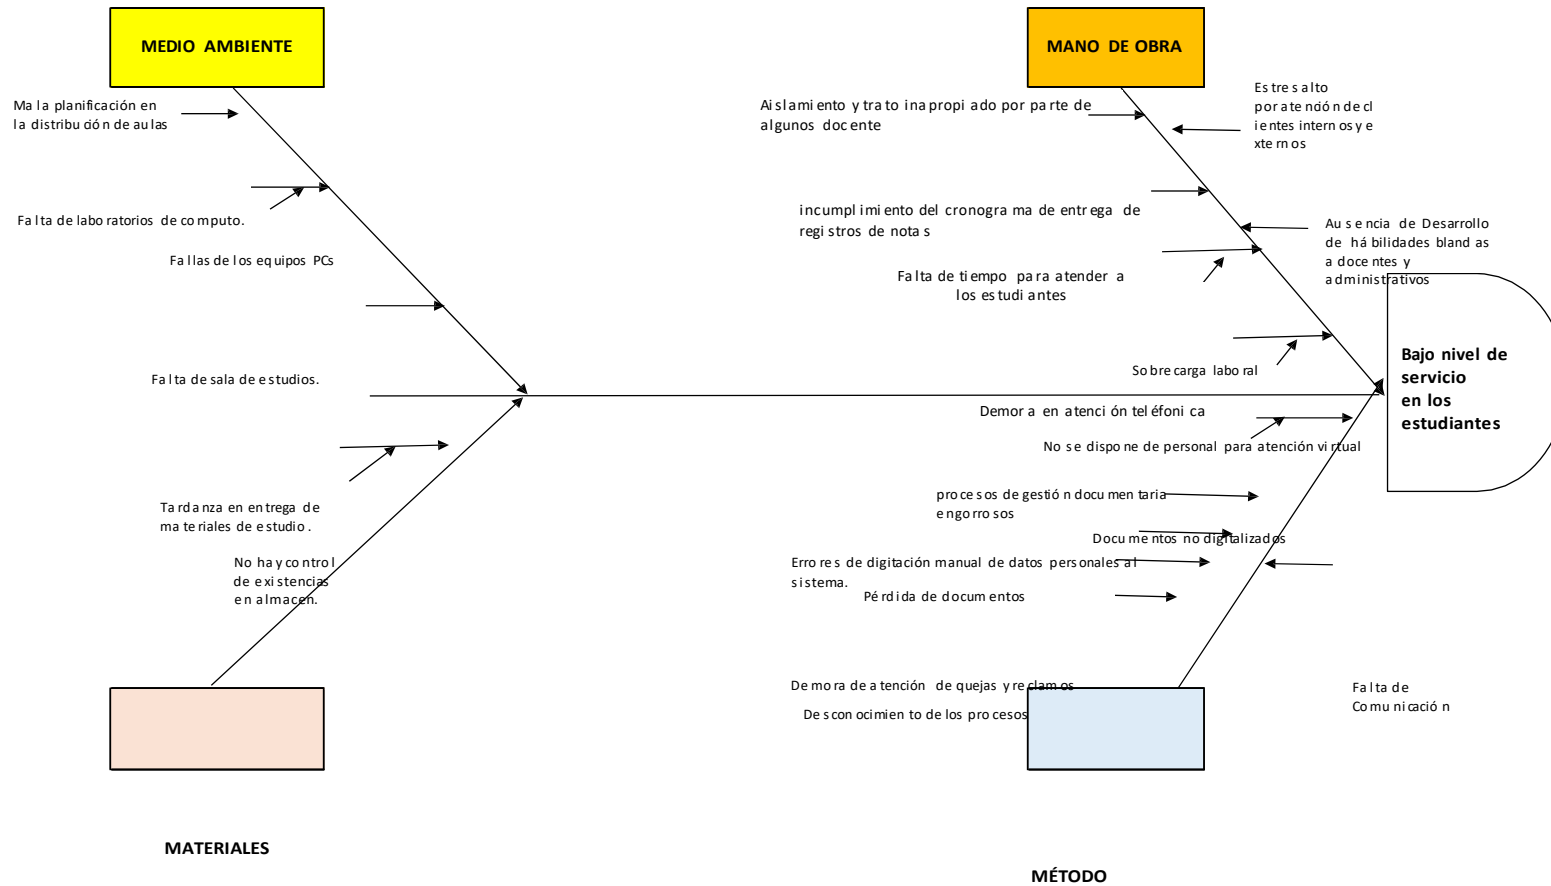 MEDIO AMBIENTE
MANO DE OBRA
Mala planificación en
la distribución de aulas
Aislamiento y trato inapropiado por parte de
algunos docente
Estres alto
por atención de cl
ientes internos y e
xternos
Falta de laboratorios de computo.
incumplimiento del cronograma de entrega de
registros de notas
Ausencia de Desarrollo
de hábilidades blandas
a docentes y
administrativos
Fallas de los equipos PCs
Falta de tiempo para atender a
los estudiantes
Falta de sala de estudios.
Sobrecarga laboral
Bajo nivel de
servicio
en los
estudiantes
Demora en atención teléfonica
No se dispone de personal para atención virtual
Tardanza en entrega de
materiales de estudio.
procesos de gestión documentaria
engorrosos
Documentos no digitalizados
No hay control
de existencias
en almacen.
Errores de digitación manual de datos personales al
sistema.
Pérdida de documentos
Demora de atención de quejas y reclamos
Desconocimiento de los procesos
Falta de
Comunicación
MATERIALES
MÉTODO